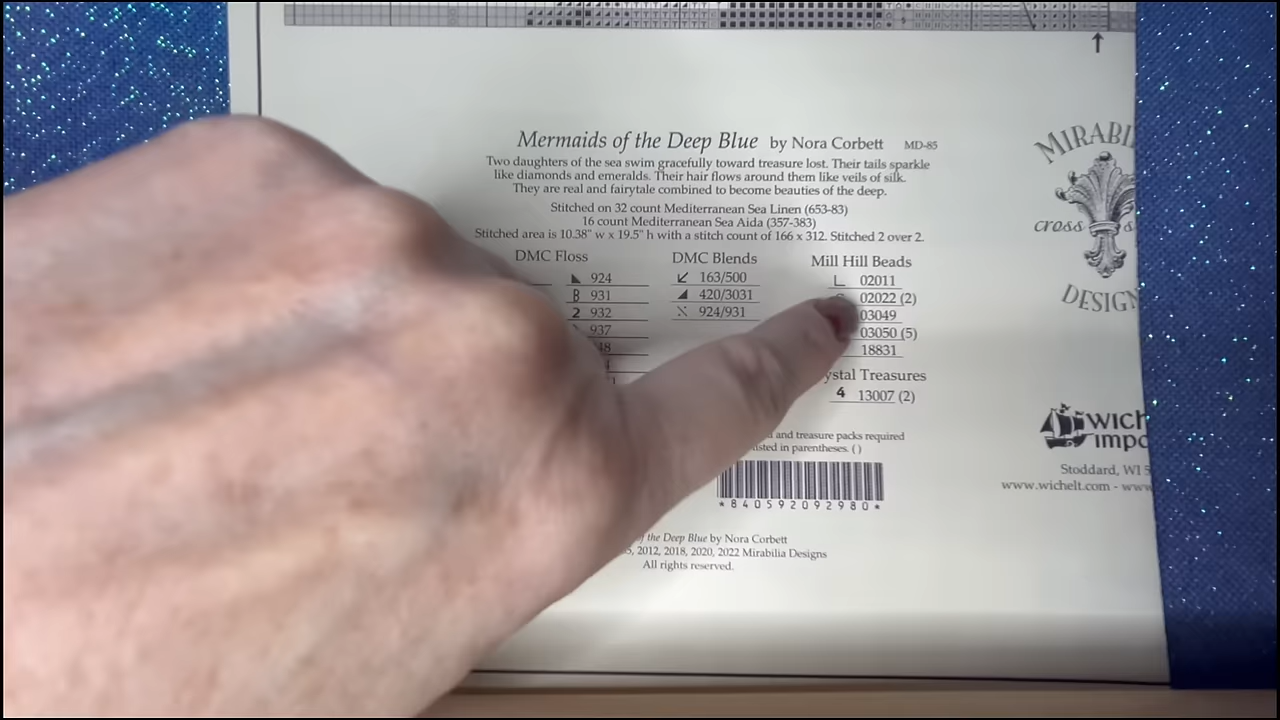 Mermaids of the Deep Blue by Nora Corbett MD-85
Two daughters of the sea swim gracefully toward treasure lost. Their tails sparkle
like diamonds and emeralds. Their hair flows around them like veils of silk.
They are real and fairytale combined to become beauties of the deep.
Stitched on 32 count Mediterranean Sea Linen (653-83)
16 count Mediterranean Sea Aida (357-383)
Stitched area is 10.38" w x 19.5" h with a stitch count of 166 x 312. Stitched 2 over 2.
DMC Floss
924
B 931
2 932
937
48
DMC Blends
163/500
420/3031
924/931
Mill Hill Beads
L 02011
02022 (2)
03049
03050 (5)
18831
ystal Treasures
4 13007 (2)
and treasure packs required
listed in parentheses. ( )
*840592092980*
the Deep Blue by Nora Corbett
2012, 2018, 2020, 2022 Mirabilia Designs
All rights reserved.
MIRABI
cross s
DESIGN
wich
impo
Stoddard, WI 5
www.wichelt.com - www